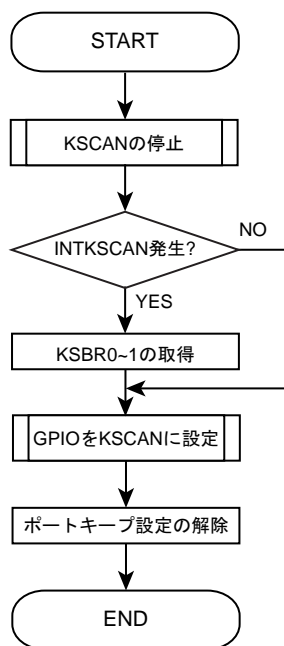 START
KSCANの停止
INTKSCAN発生?
NO
YES
KSBR0~1の取得
GPIOをKSCANに設定
ポートキープ設定の解除
END